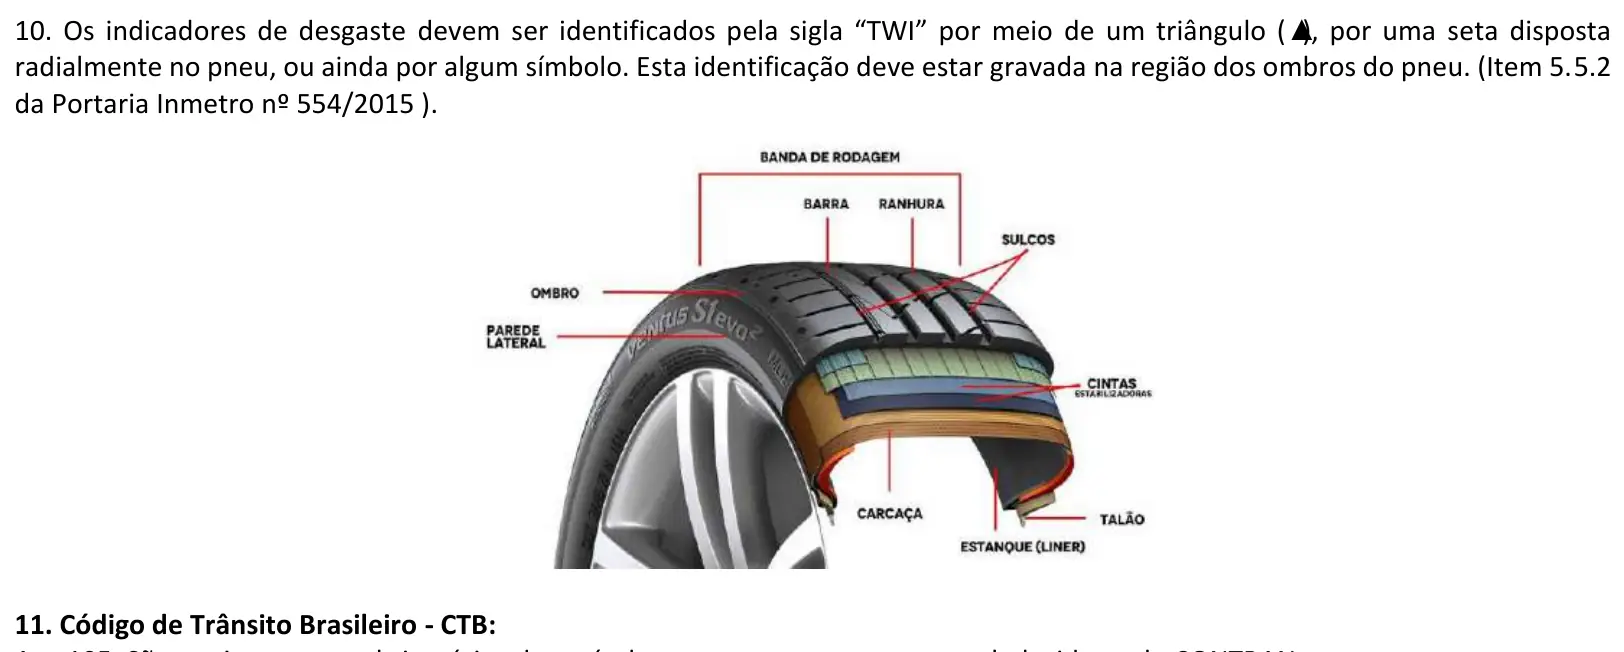 10. Os indicadores de desgaste devem ser identificados pela sigla “TWI” por meio de um triângulo ( ▲), por uma seta disposta
radialmente no pneu, ou ainda por algum símbolo. Esta identificação deve estar gravada na região dos ombros do pneu. (Item 5.5.2
da Portaria Inmetro nº 554/2015 ).
BANDA DE RODAGEM
BARRA RANHURA
SULCOS
OMBRO
PAREDE
LATERAL
VENTUS S1 evo2
CINTAS
ESTABILIZADORAS
CARCAÇA
TALÃO
ESTANQUE (LINER)
11. Código de Trânsito Brasileiro - CTB: